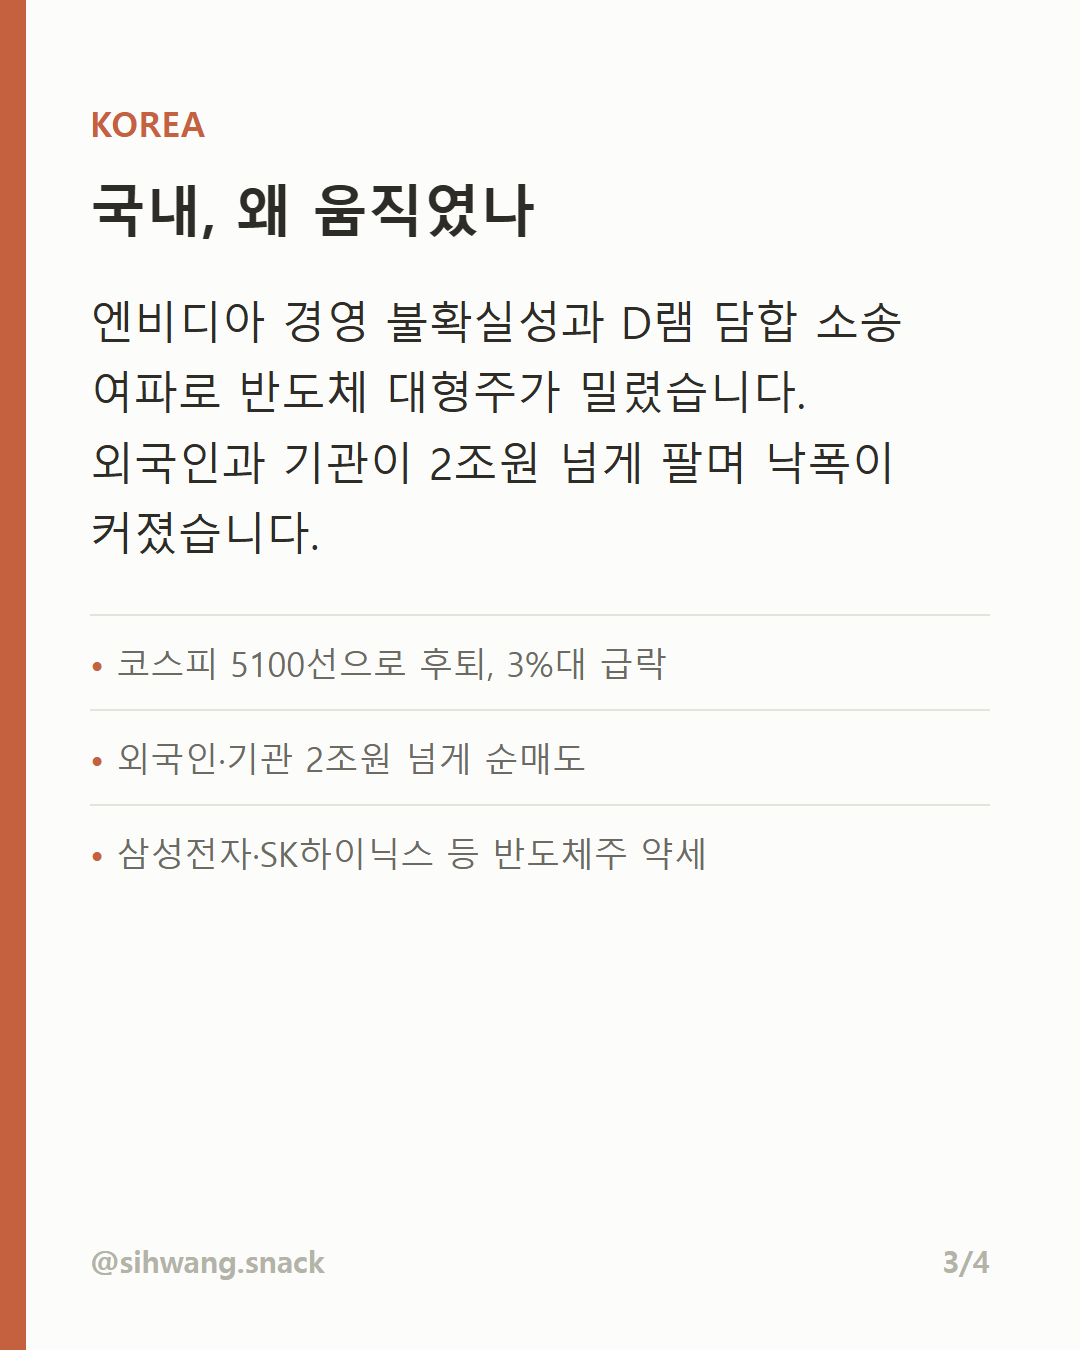 KOREA
국내, 왜 움직였나
엔비디아 경영 불확실성과 D램 담합 소송
여파로 반도체 대형주가 밀렸습니다.
외국인과 기관이 2조원 넘게 팔며 낙폭이
커졌습니다.
• 코스피 5100선으로 후퇴, 3%대 급락
• 외국인·기관 2조원 넘게 순매도
• 삼성전자·SK하이닉스 등 반도체주 약세
@sihwang.snack
3/4